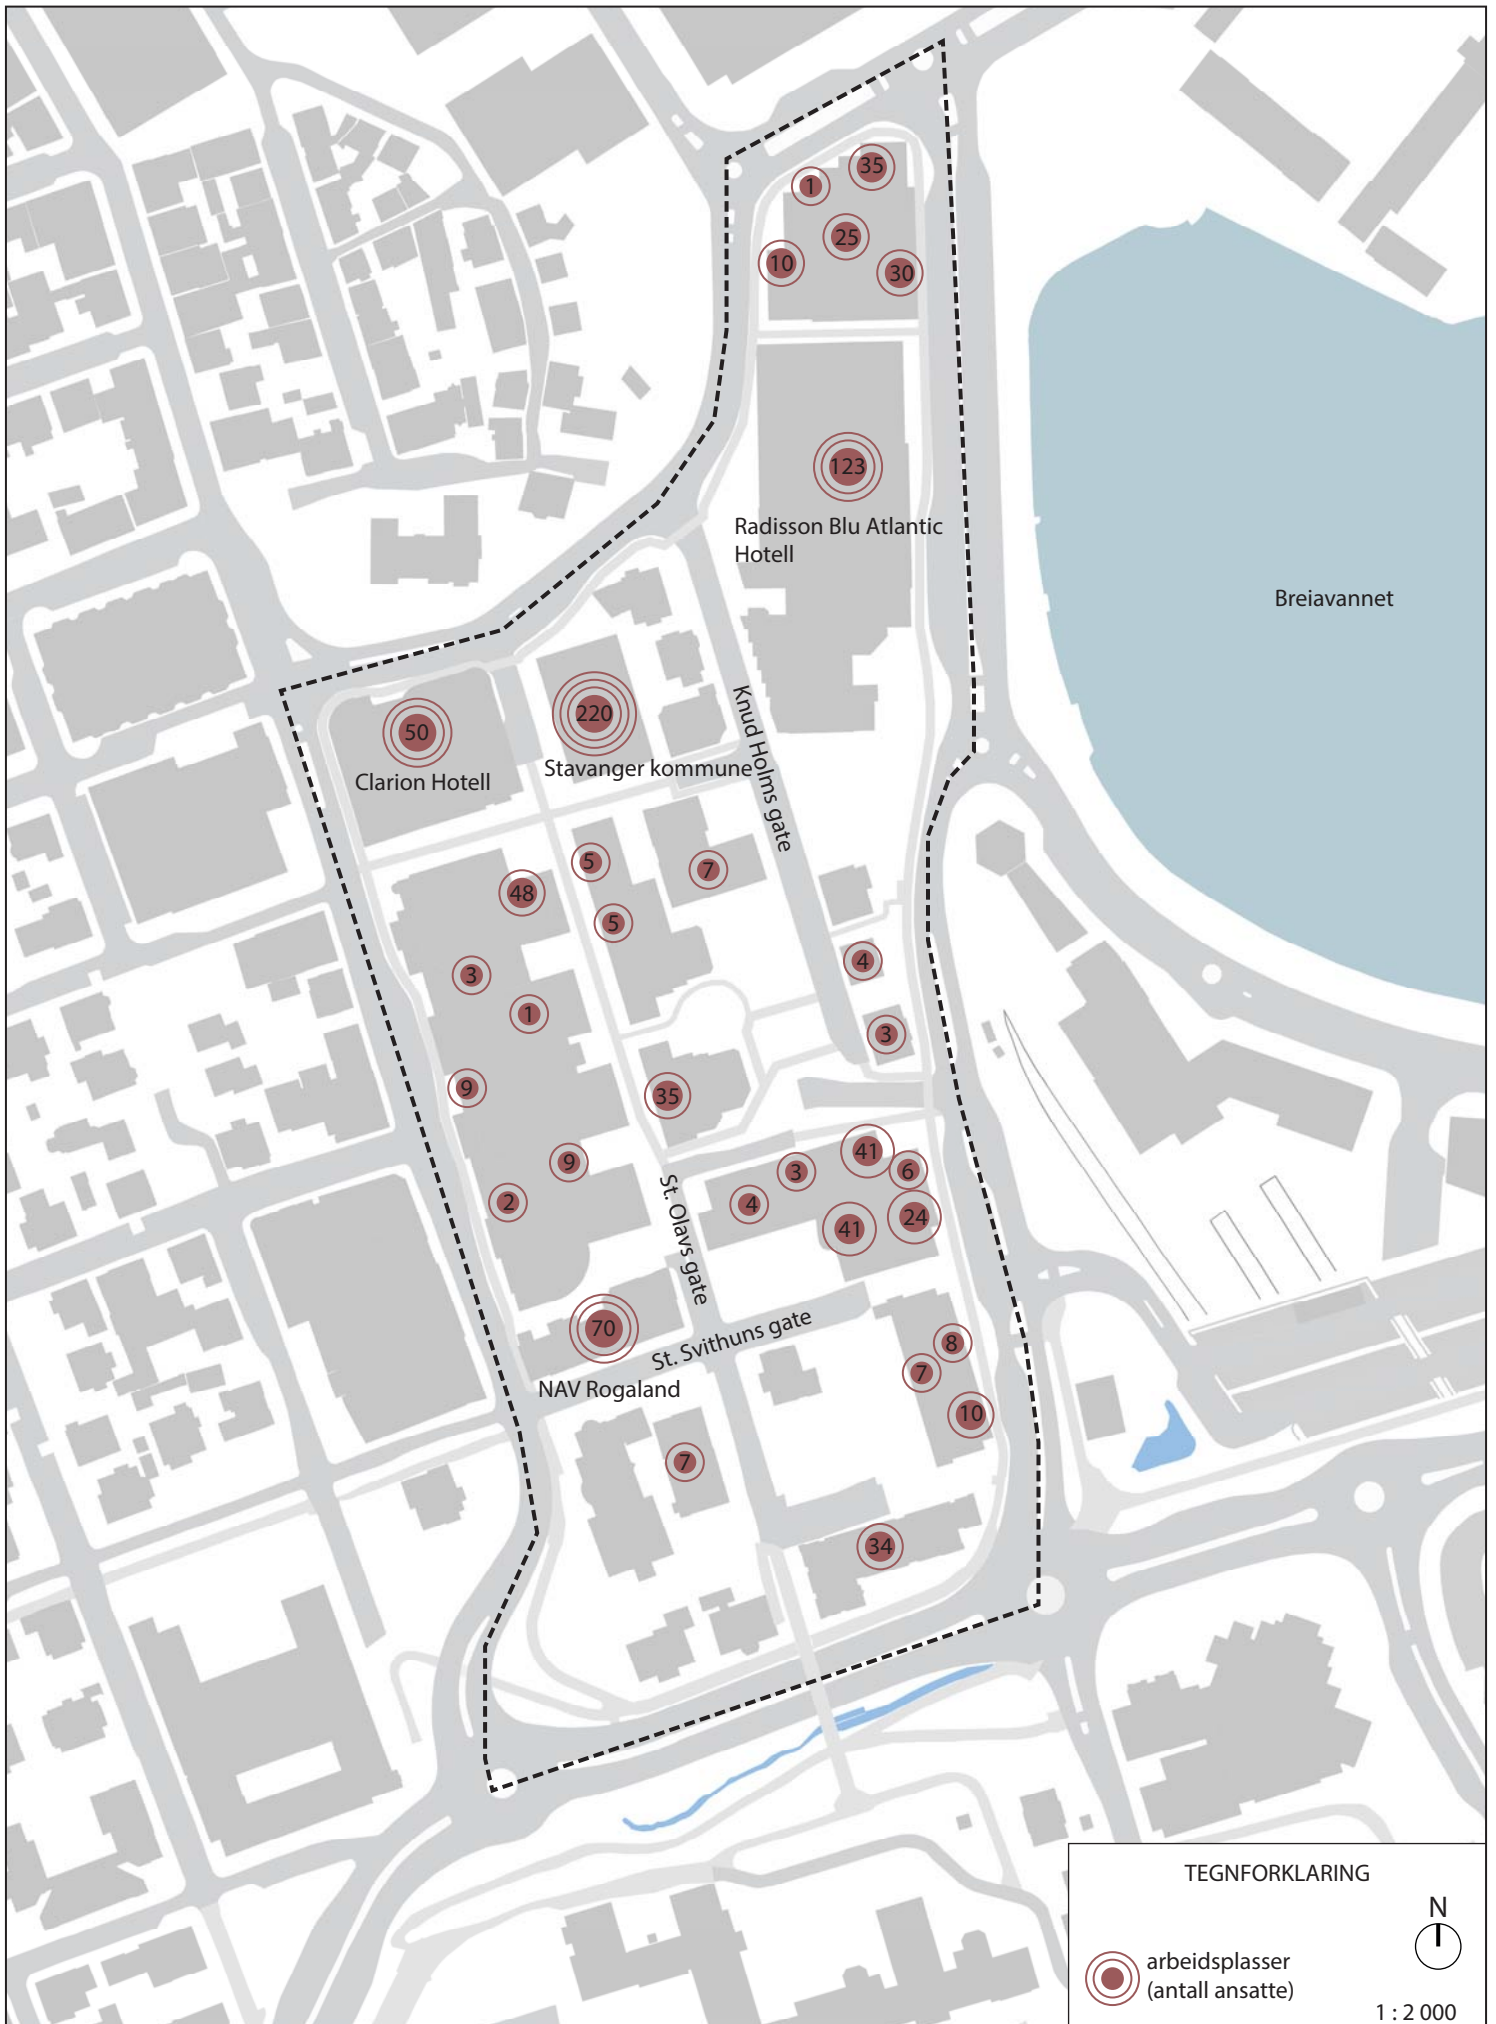 35
1
25
10
30
123
Radisson Blu Atlantic
Hotell
Breiavannet
Knud Holms gate
220
50
Stavanger kommune
Clarion Hotell
5
7
48
5
4
3
1
3
9
35
41
9
3
6
2
4
24
41
St. Olavs gate
70
St. Svithuns gate
8
7
NAV Rogaland
10
7
34
TEGNFORKLARING
N
arbeidsplasser
(antall ansatte)
1 : 2 000